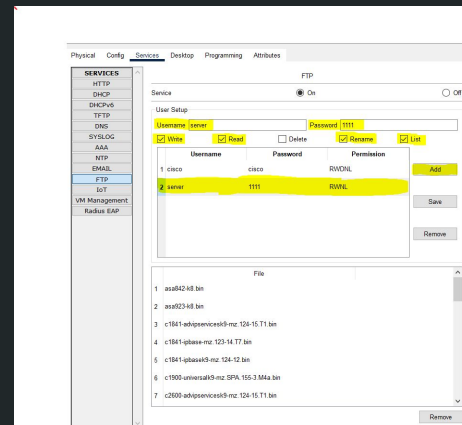 Physical Config Services Desktop Programming Attributes
SERVICES
HTTP
DHCP
DHCPv6
TFTP
DNS
SYSLOG
AAA
NTP
EMAIL
FTP
IoT
VM Management
Radius EAP
FTP
Service On Off
User Setup
Username server Password 1111
Write Read Delete Rename List
Username Password Permission
1 cisco cisco RWDNL
2 server 1111 RWNL
Add
Save
Remove
File
1 asa842-k8.bin
2 asa923-k8.bin
3 c1841-advipservicesk9-mz.124-15.T1.bin
4 c1841-ipbase-mz.123-14.T7.bin
5 c1841-ipbasek9-mz.124-12.bin
6 c1900-universalk9-mz.SPA.155-3.M4a.bin
7 c2600-advipservicesk9-mz.124-15.T1.bin
Remove